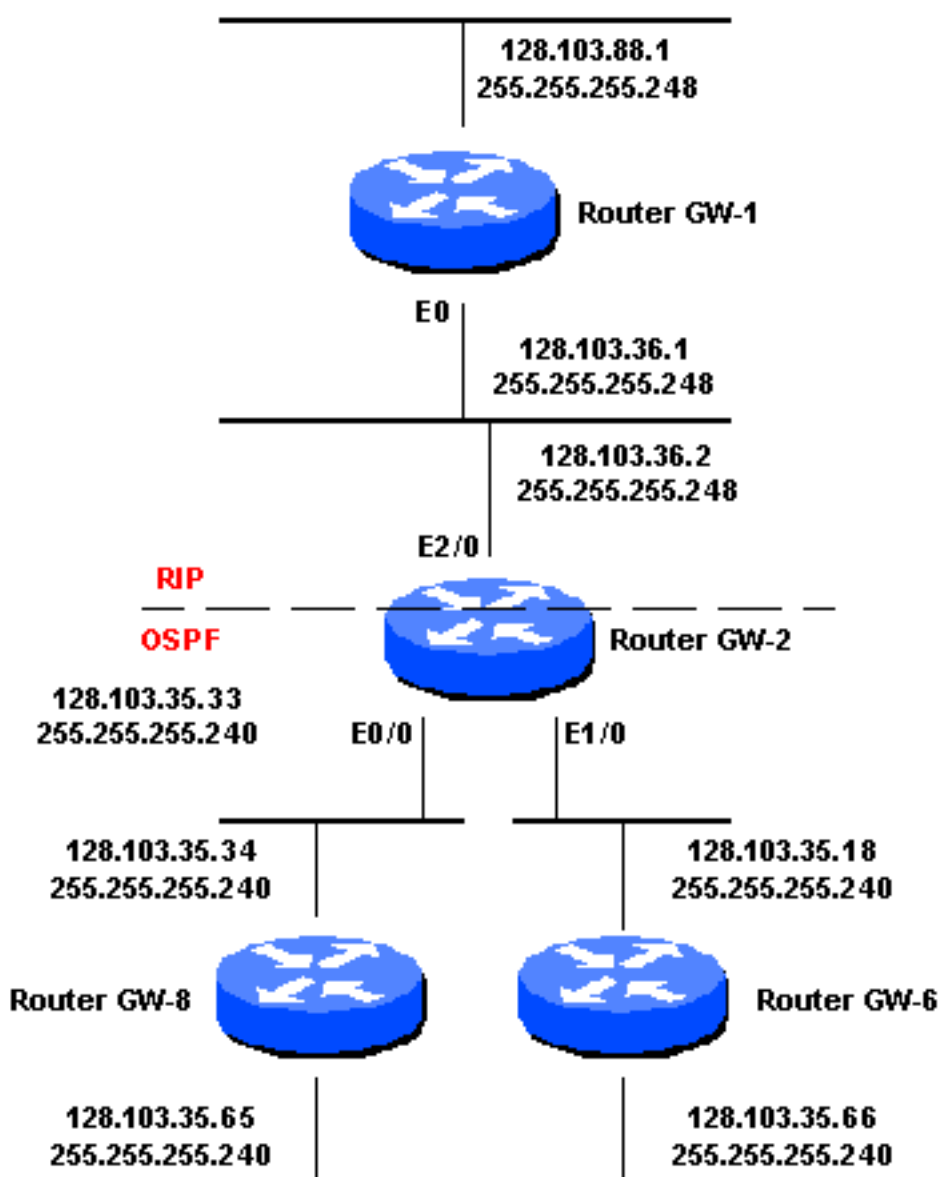 128.103.88.1
255.255.255.248
Router GW-1
E0
128.103.36.1
255.255.255.248
128.103.36.2
255.255.255.248
E2/0
RIP
OSPF
Router GW-2
128.103.35.33
255.255.255.240
E0/0
E1/0
128.103.35.34
255.255.255.240
128.103.35.18
255.255.255.240
Router GW-8
Router GW-6
128.103.35.65
255.255.255.240
128.103.35.66
255.255.255.240